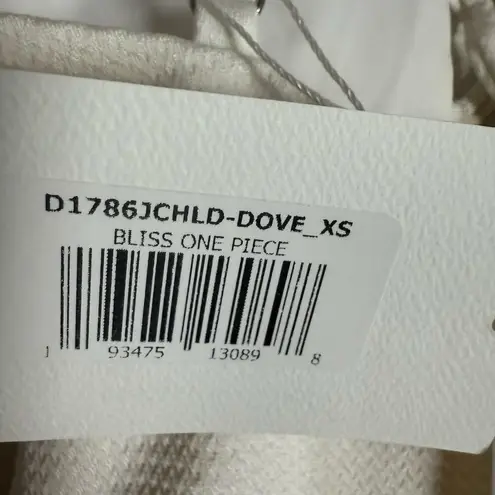 D1786JCHLD-DOVE_XS
BLISS ONE PIECE
1 93475 13089 8